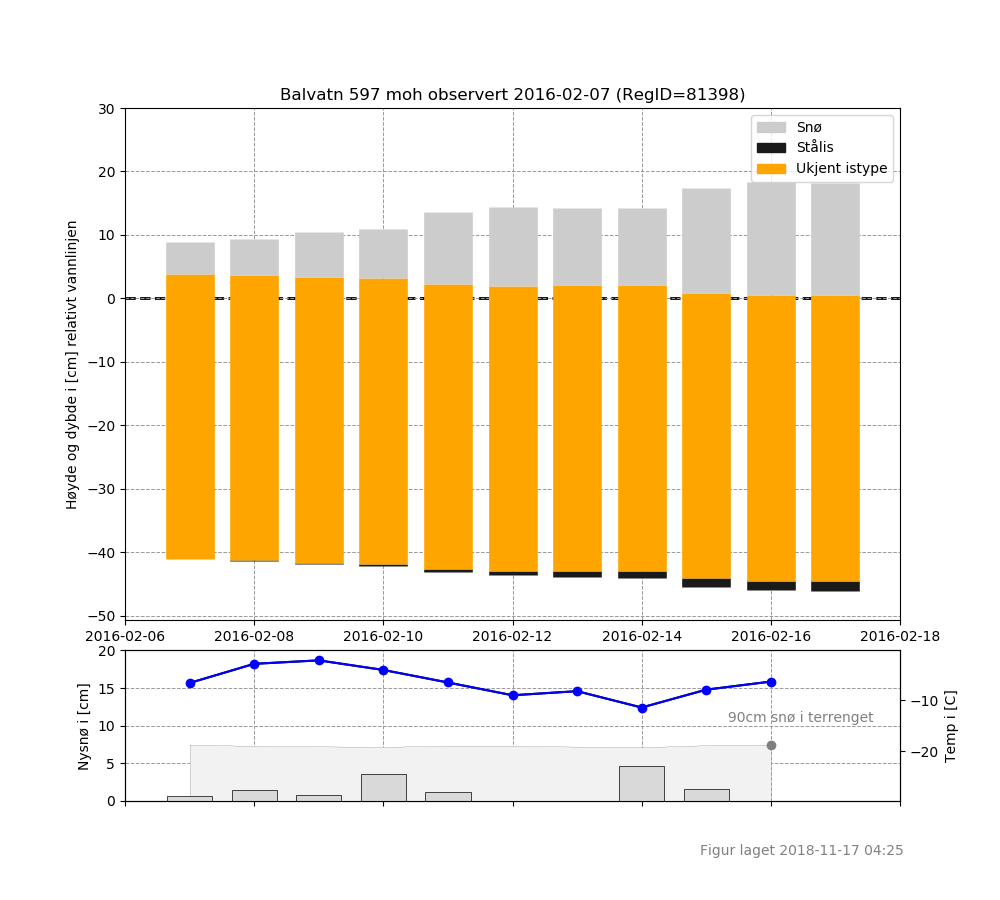 Balvatn 597 moh observert 2016-02-07 (RegID=81398)
30
20
10
0
−10
−20
−30
−40
−50
Høyde og dybde i [cm] relativt vannlinjen
Snø
Stålis
Ukjent istype
2016-02-06
2016-02-08
2016-02-10
2016-02-12
2016-02-14
2016-02-16
2016-02-18
20
15
10
5
0
Nysnø i [cm]
90cm snø i terrenget
−10
−20
Temp i [C]
Figur laget 2018-11-17 04:25